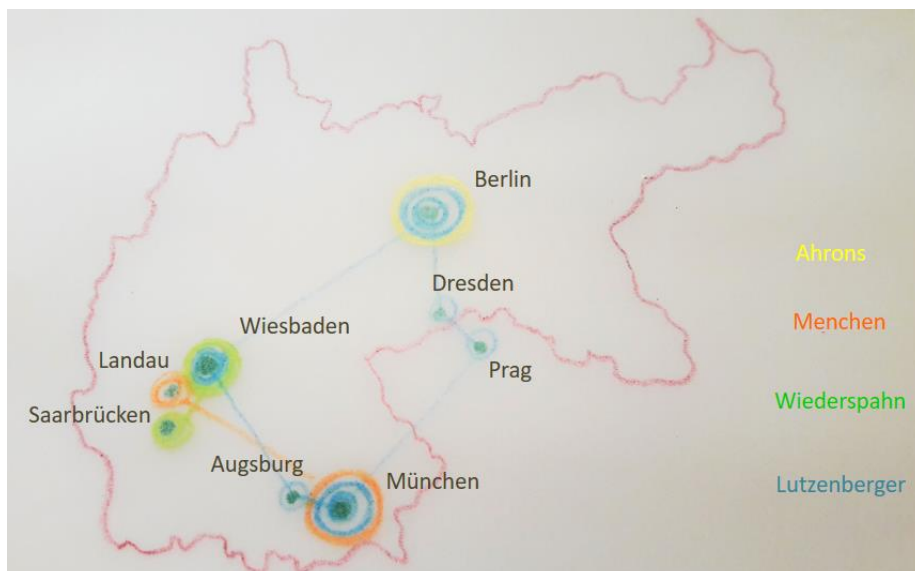 Berlin
Dresden
Wiesbaden
Landau
Prag
Saarbrücken
Augsburg
München
Ahrons
Menchen
Wiederspahn
Lutzenberger